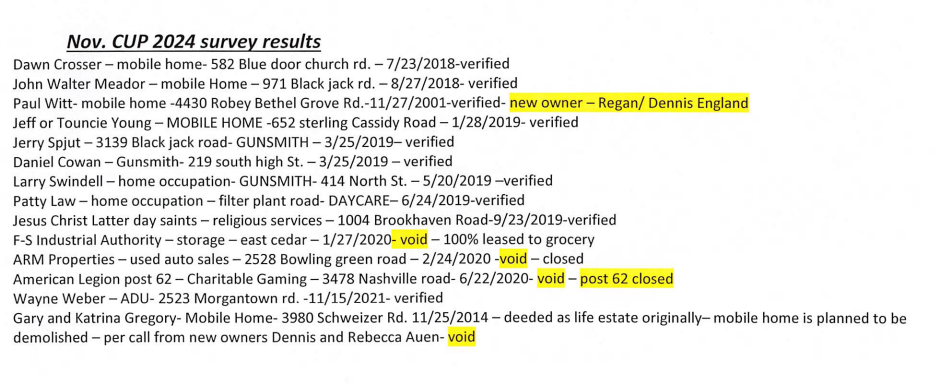 Nov. CUP 2024 survey results
Dawn Crosser – mobile home- 582 Blue door church rd. – 7/23/2018-verified
John Walter Meador – mobile Home – 971 Black jack rd. – 8/27/2018- verified
Paul Witt- mobile home -4430 Robey Bethel Grove Rd.-11/27/2001-verified- new owner – Regan/ Dennis England
Jeff or Touncie Young – MOBILE HOME -652 sterling Cassidy Road – 1/28/2019- verified
Jerry Spjut – 3139 Black jack road- GUNSMITH – 3/25/2019– verified
Daniel Cowan – Gunsmith- 219 south high St. – 3/25/2019 – verified
Larry Swindell – home occupation- GUNSMITH- 414 North St. – 5/20/2019 –verified
Patty Law – home occupation – filter plant road- DAYCARE– 6/24/2019-verified
Jesus Christ Latter day saints – religious services – 1004 Brookhaven Road-9/23/2019-verified
F-S Industrial Authority – storage – east cedar – 1/27/2020- void – 100% leased to grocery
ARM Properties – used auto sales – 2528 Bowling green road – 2/24/2020 -void – closed
American Legion post 62 – Charitable Gaming – 3478 Nashville road- 6/22/2020- void – post 62 closed
Wayne Weber – ADU- 2523 Morgantown rd. -11/15/2021- verified
Gary and Katrina Gregory- Mobile Home- 3980 Schweizer Rd. 11/25/2014 – deeded as life estate originally– mobile home is planned to be
demolished – per call from new owners Dennis and Rebecca Auen- void